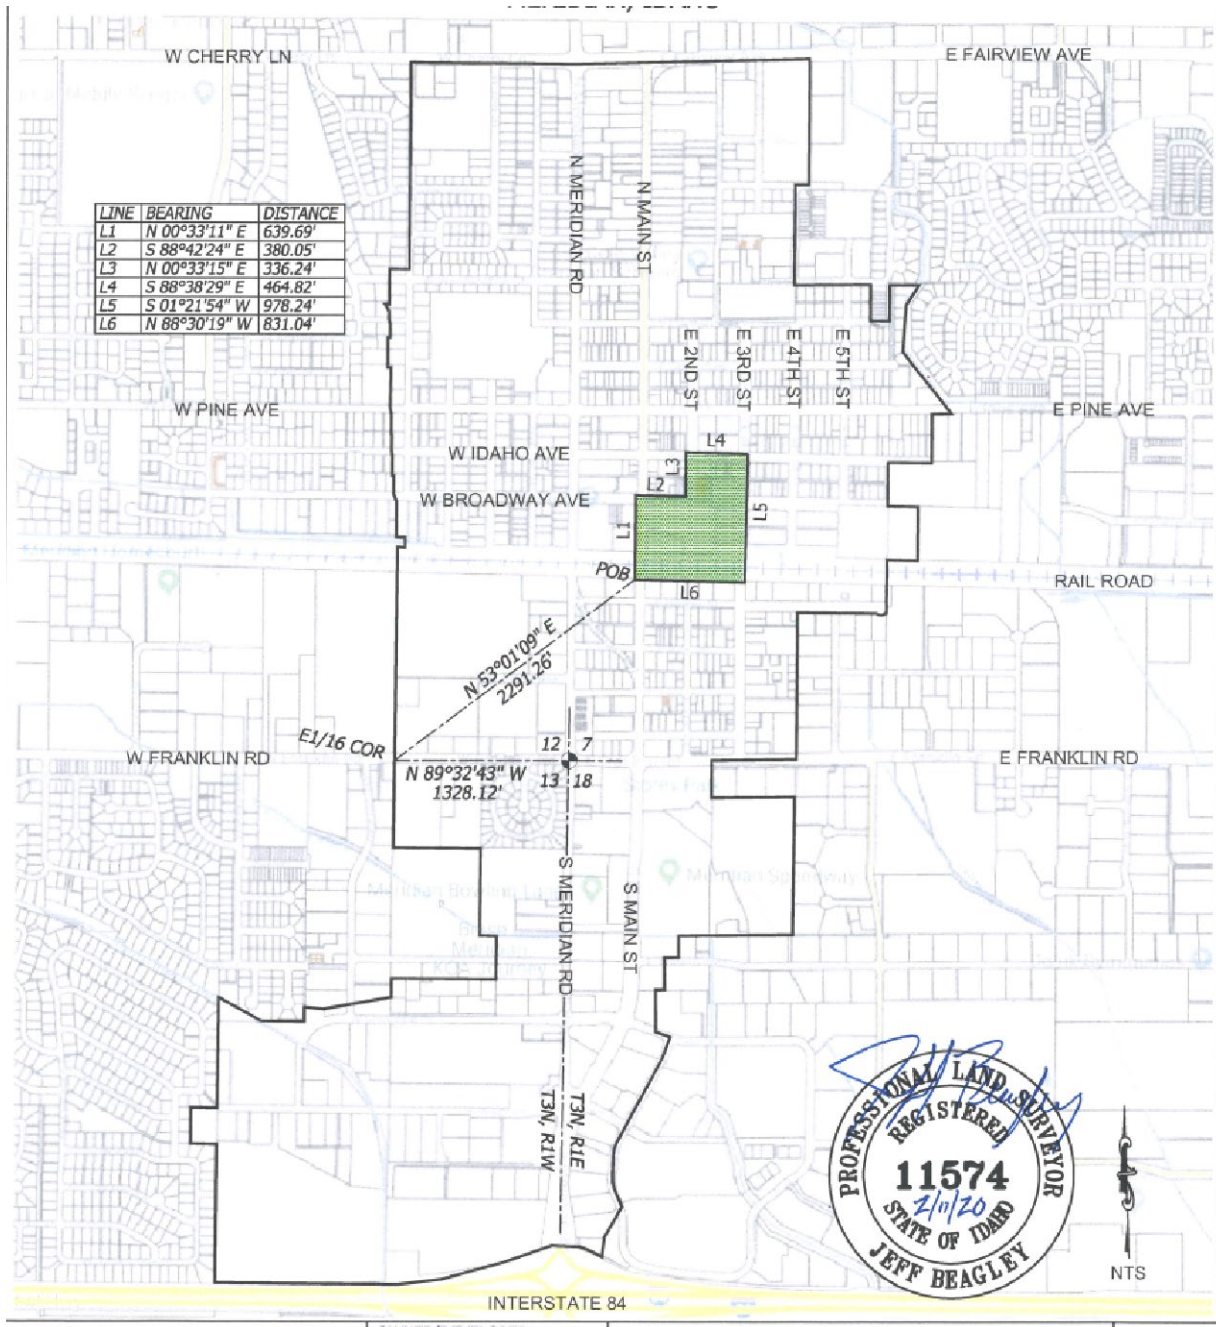 W CHERRY LN
E FAIRVIEW AVE
N MERIDIAN RD
N MAIN ST
LINE BEARING DISTANCE
L1 N 00°33'11" E 639.69'
L2 S 88°42'24" E 380.05'
L3 N 00°33'15" E 336.24'
L4 S 88°38'29" E 464.82'
L5 S 01°21'54" W 978.24'
L6 N 88°30'19" W 831.04'
E 2ND ST
E 3RD ST
E 4TH ST
E 5TH ST
W PINE AVE
E PINE AVE
W IDAHO AVE
L4
L3
W BROADWAY AVE
L2
L1
L5
POB
L6
RAIL ROAD
N 53°01'09" E
2291.26'
E1/16 COR
W FRANKLIN RD
12 7
13 18
N 89°32'43" W
1328.12'
E FRANKLIN RD
Meridian Speedway
S MERIDIAN RD
S MAIN ST
T3N, R1W
T3N, R1E
PROFESSIONAL LAND SURVEYOR
REGISTERED
11574
2/11/20
STATE OF IDAHO
JEFF BEAGLEY
NTS
INTERSTATE 84